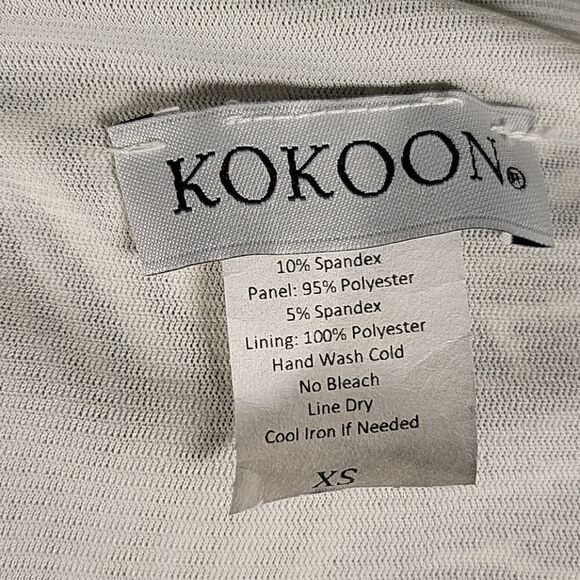 KOKOON®
10% Spandex
Panel: 95% Polyester
5% Spandex
Lining: 100% Polyester
Hand Wash Cold
No Bleach
Line Dry
Cool Iron If Needed
XS